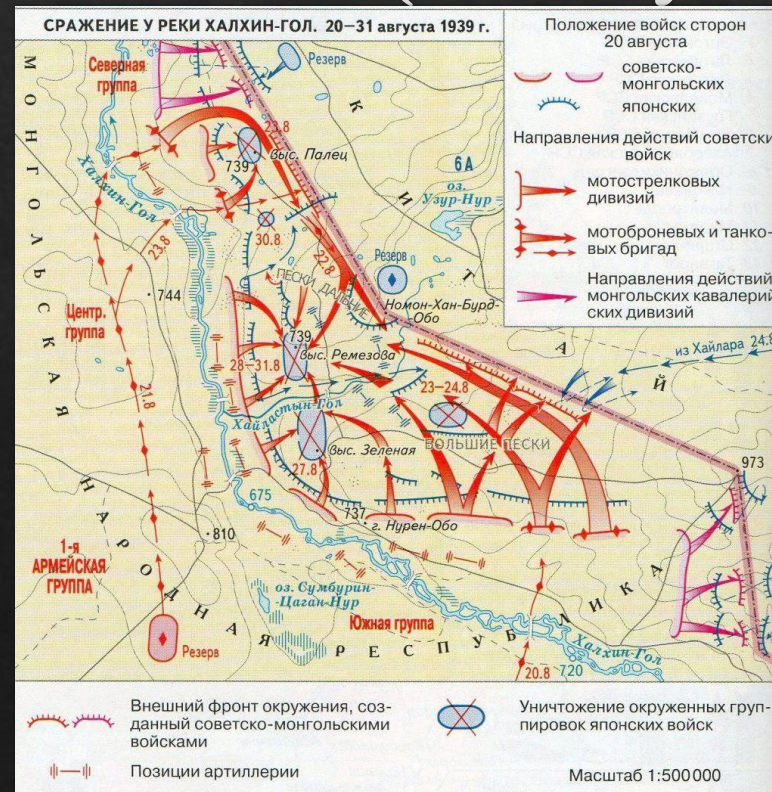 СРАЖЕНИЕ У РЕКИ ХАЛХИН-ГОЛ. 20–31 августа 1939 г.
Положение войск сторон
20 августа
советско-
монгольских
японских
Направления действий советски
войск
мотострелковых
дивизий
мотоброневых и танко-
вых бригад
Направления действий
монгольских кавалерий
ских дивизий
МОНГОЛЬСКАЯ
НАРОДНАЯ
РЕСПУБЛИКА
КИТАЙ
Северная
группа
Резерв
23.8
выс. Палец
739
6А
оз.
Узур-Нур
Халхин-Гол
23.8
30.8
22.8
Резерв
ПЕСКИ ДАЛЬНИЕ
Номон-Хан-Бурд-
Обо
744
Центр.
группа
739
выс. Ремезова
из Хайлара 24.8
28–31.8
23–24.8
21.8
Хайластын-Гол
БОЛЬШИЕ ПЕСКИ
выс. Зеленая
27.8
973
675
737
г. Нурен-Обо
810
1-я
АРМЕЙСКАЯ
ГРУППА
оз. Сумбурин-
-Цаган-Нур
Южная группа
Резерв
Халхин-Гол
20.8
720
Внешний фронт окружения, соз-
данный советско-монгольскими
войсками
Уничтожение окруженных груп-
пировок японских войск
Позиции артиллерии
Масштаб 1:500000